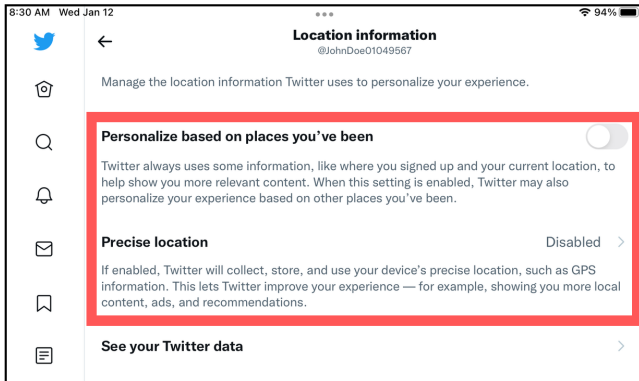 8:30 AM Wed Jan 12
94%
Location information
@JohnDoe01049567
Manage the location information Twitter uses to personalize your experience.
Personalize based on places you’ve been
Twitter always uses some information, like where you signed up and your current location, to
help show you more relevant content. When this setting is enabled, Twitter may also
personalize your experience based on other places you’ve been.
Precise location Disabled
If enabled, Twitter will collect, store, and use your device’s precise location, such as GPS
information. This lets Twitter improve your experience — for example, showing you more local
content, ads, and recommendations.
See your Twitter data